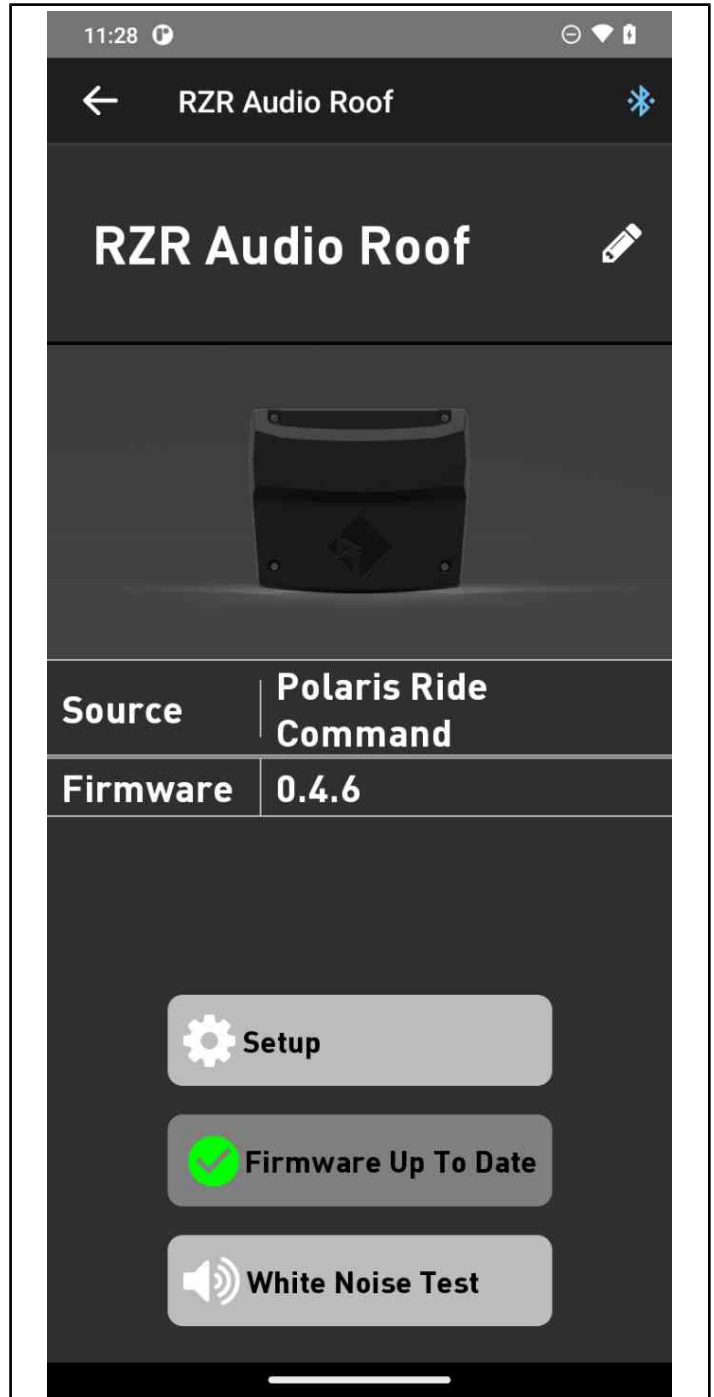 11:28
RZR Audio Roof
RZR Audio Roof
Source
Polaris Ride
Command
Firmware
0.4.6
Setup
Firmware Up To Date
White Noise Test